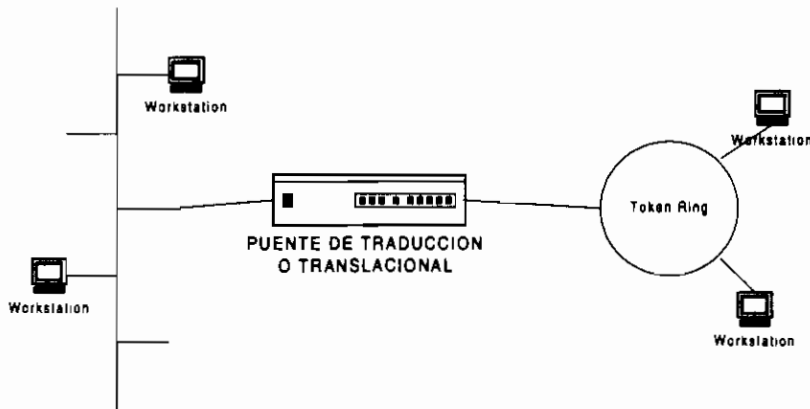 Workstation
Workstation
Token Ring
PUENTE DE TRADUCCION
O TRANSLACIONAL
Workstation
Workstation